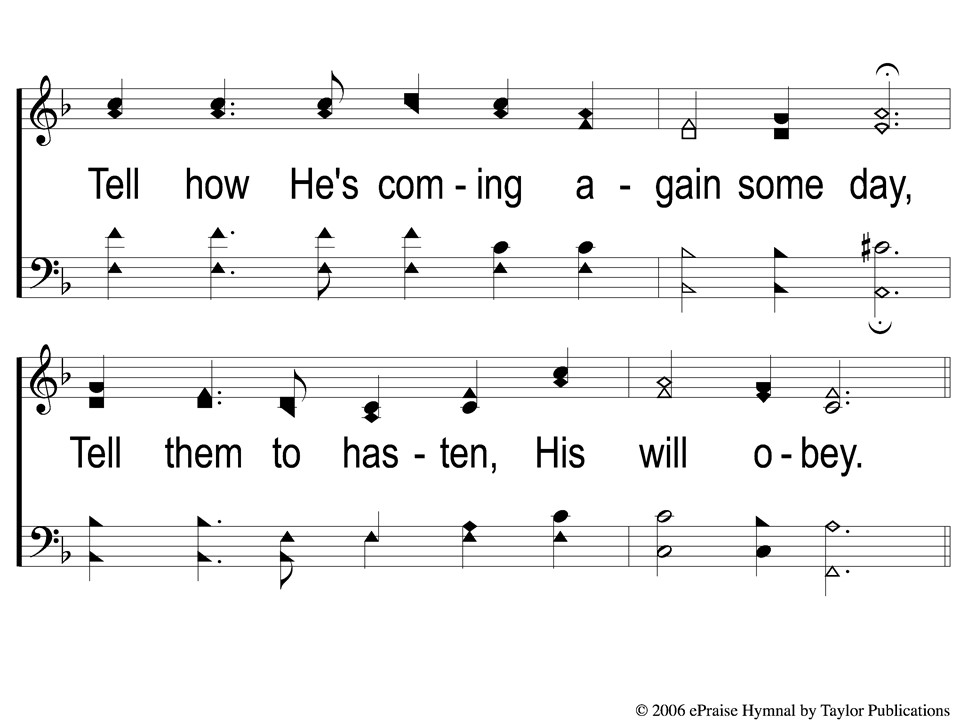 Tell how He's com - ing a - gain some day,
Tell them to has - ten, His will o - bey.
© 2006 ePraise Hymnal by Taylor Publications